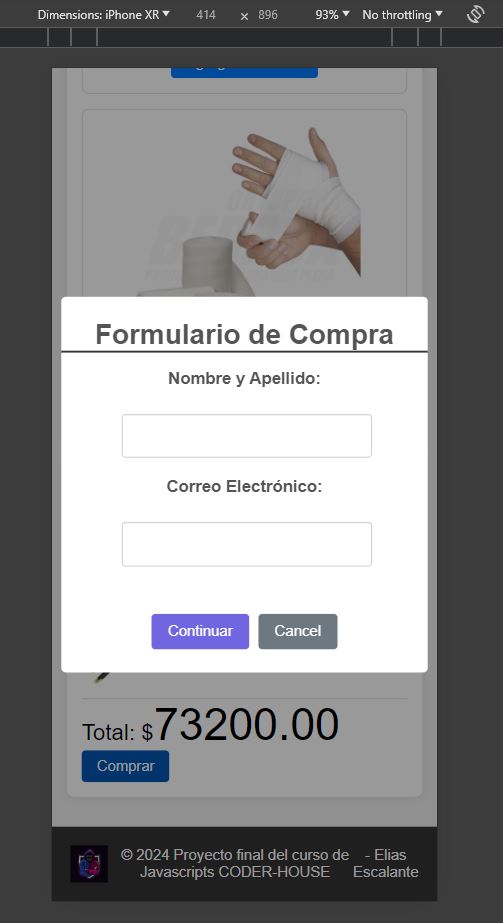 Dimensions: iPhone XR 414 × 896 93% No throttling
Formulario de Compra
Nombre y Apellido:
Correo Electrónico:
Continuar Cancel
Total: $73200.00
Comprar
© 2024 Proyecto final del curso de Javascripts CODER-HOUSE
- Elias Escalante